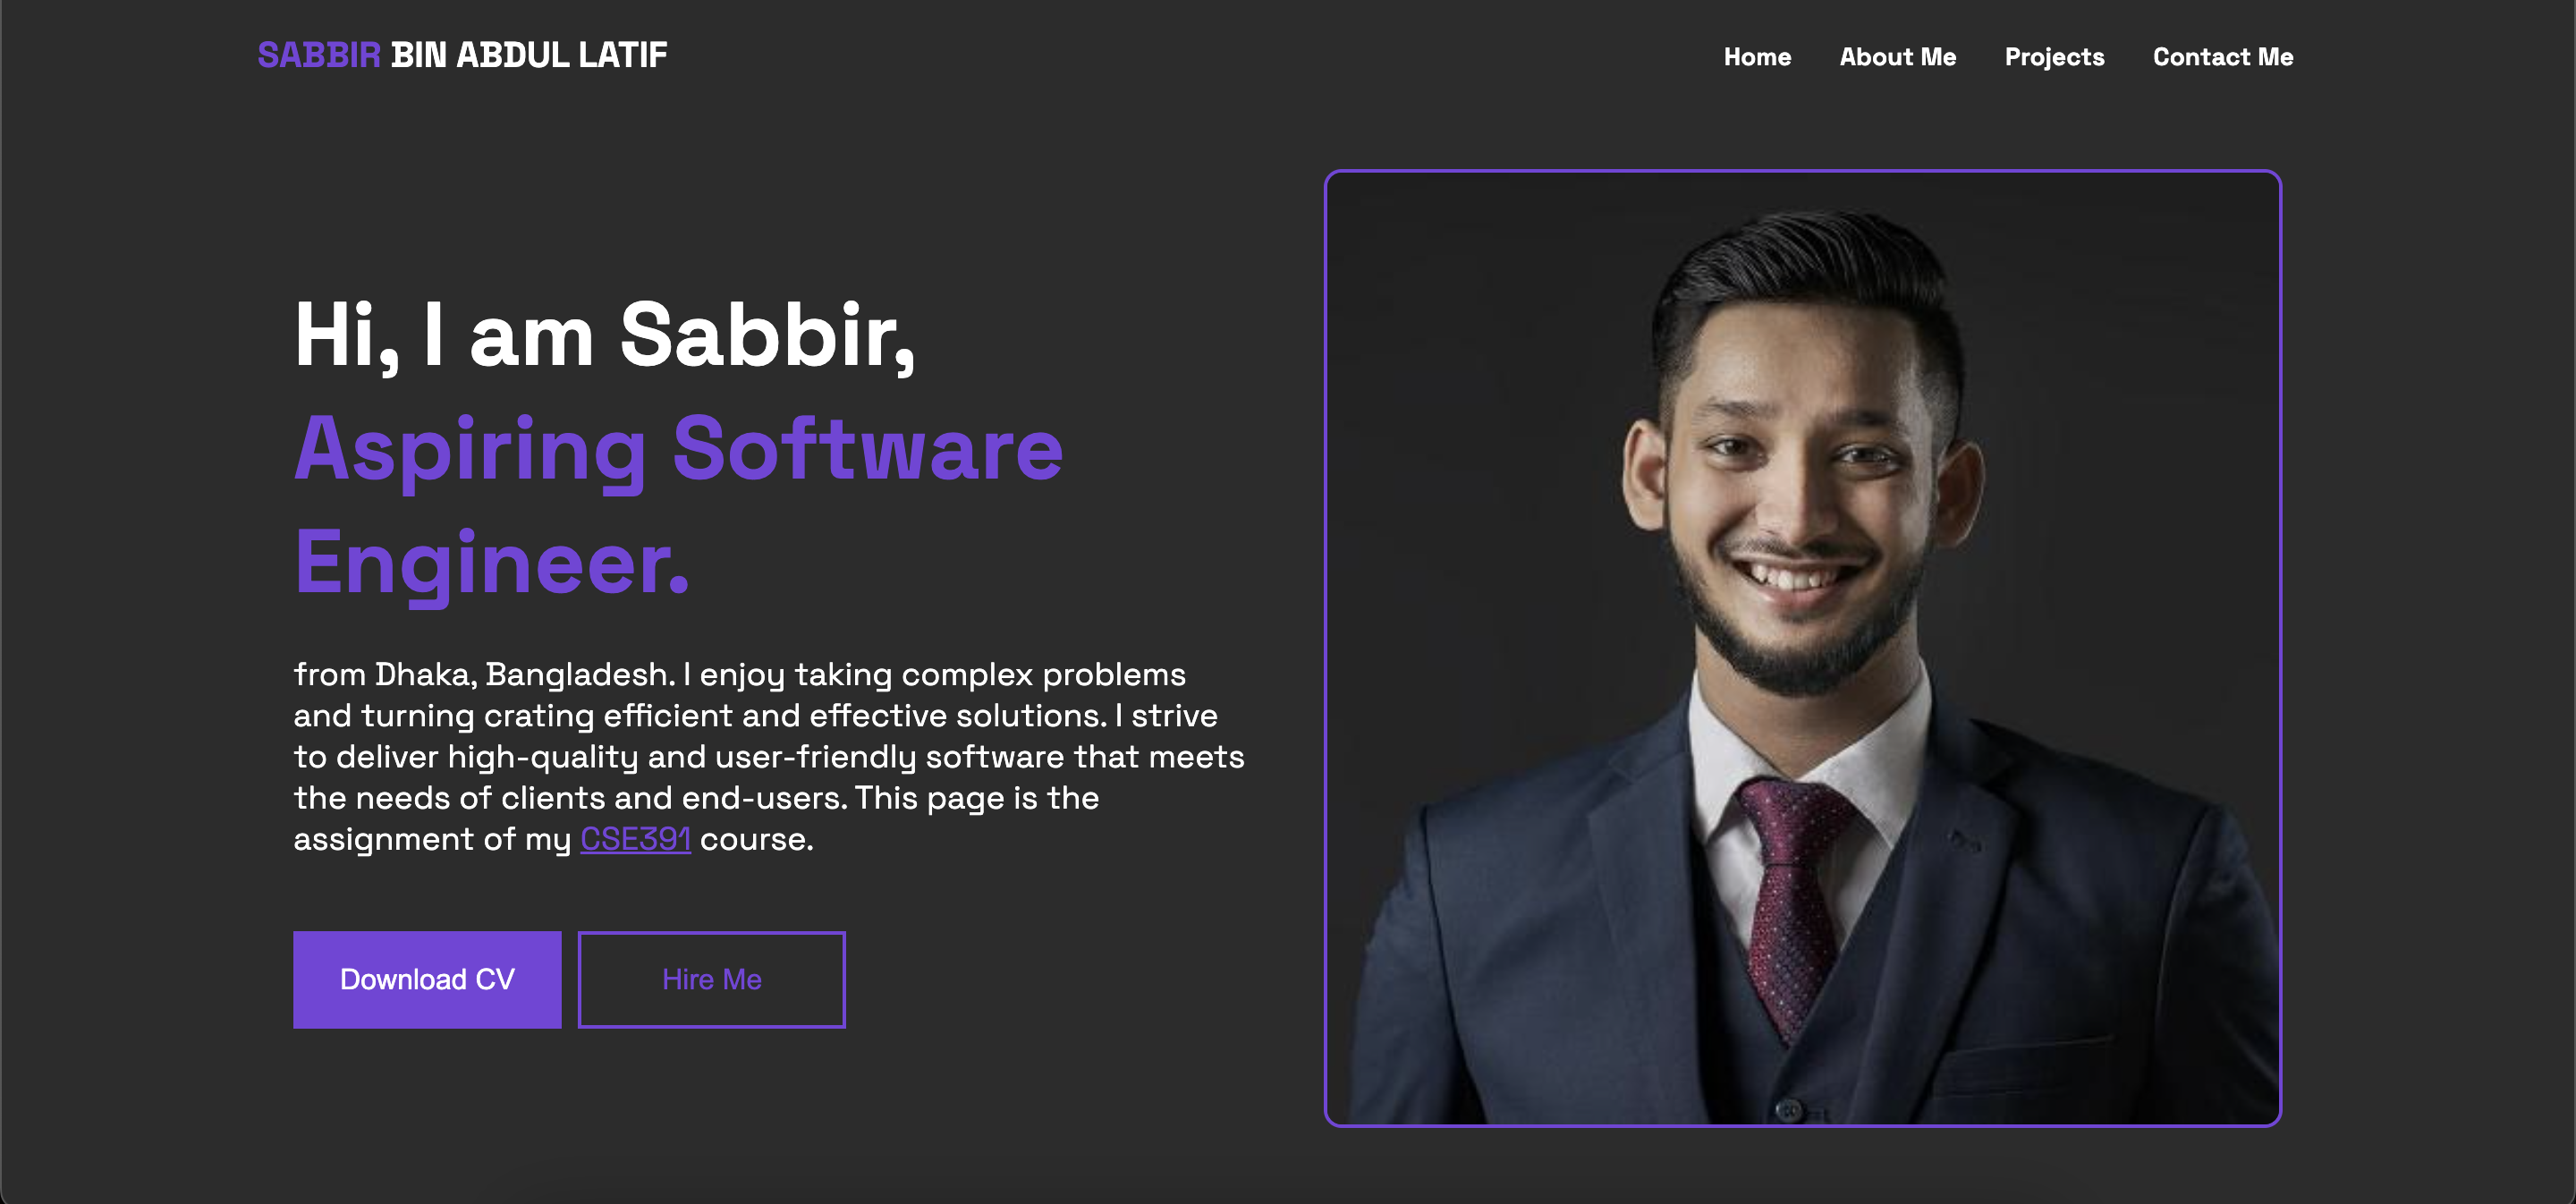 SABBIR BIN ABDUL LATIF
Home About Me Projects Contact Me
Hi, I am Sabbir,
Aspiring Software
Engineer.
from Dhaka, Bangladesh. I enjoy taking complex problems
and turning crating efficient and effective solutions. I strive
to deliver high-quality and user-friendly software that meets
the needs of clients and end-users. This page is the
assignment of my CSE391 course.
Download CV Hire Me